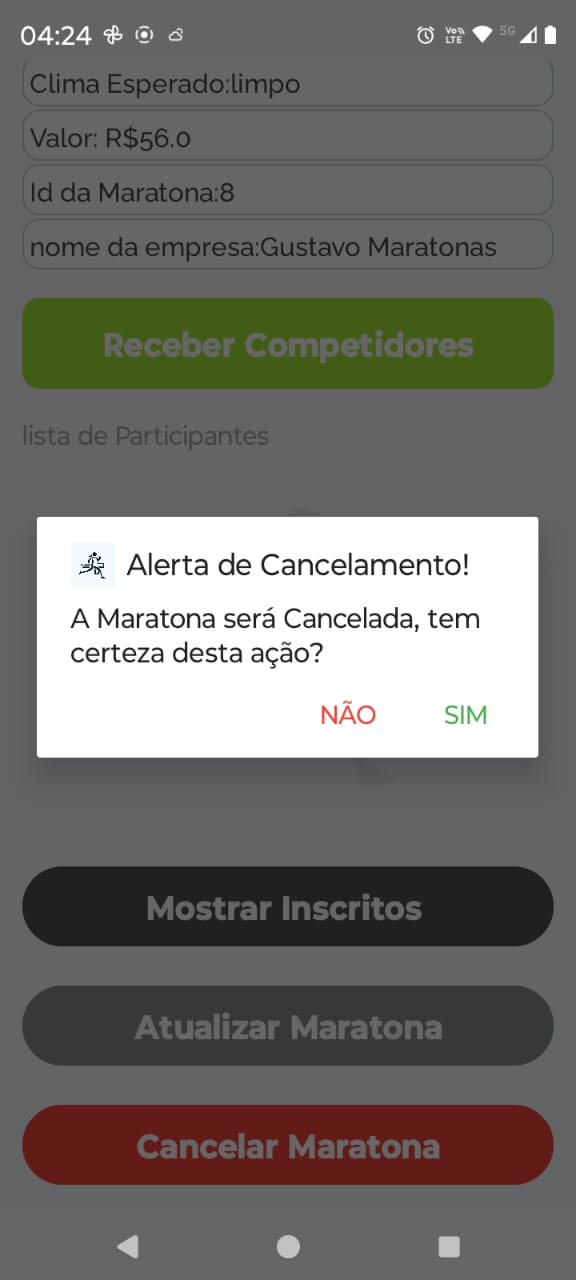 04:24
Vo))
LTE
5G
Clima Esperado:limpo
Valor: R$56.0
Id da Maratona:8
nome da empresa:Gustavo Maratonas
Receber Competidores
lista de Participantes
Alerta de Cancelamento!
A Maratona será Cancelada, tem
certeza desta ação?
NÃO SIM
Mostrar Inscritos
Atualizar Maratona
Cancelar Maratona